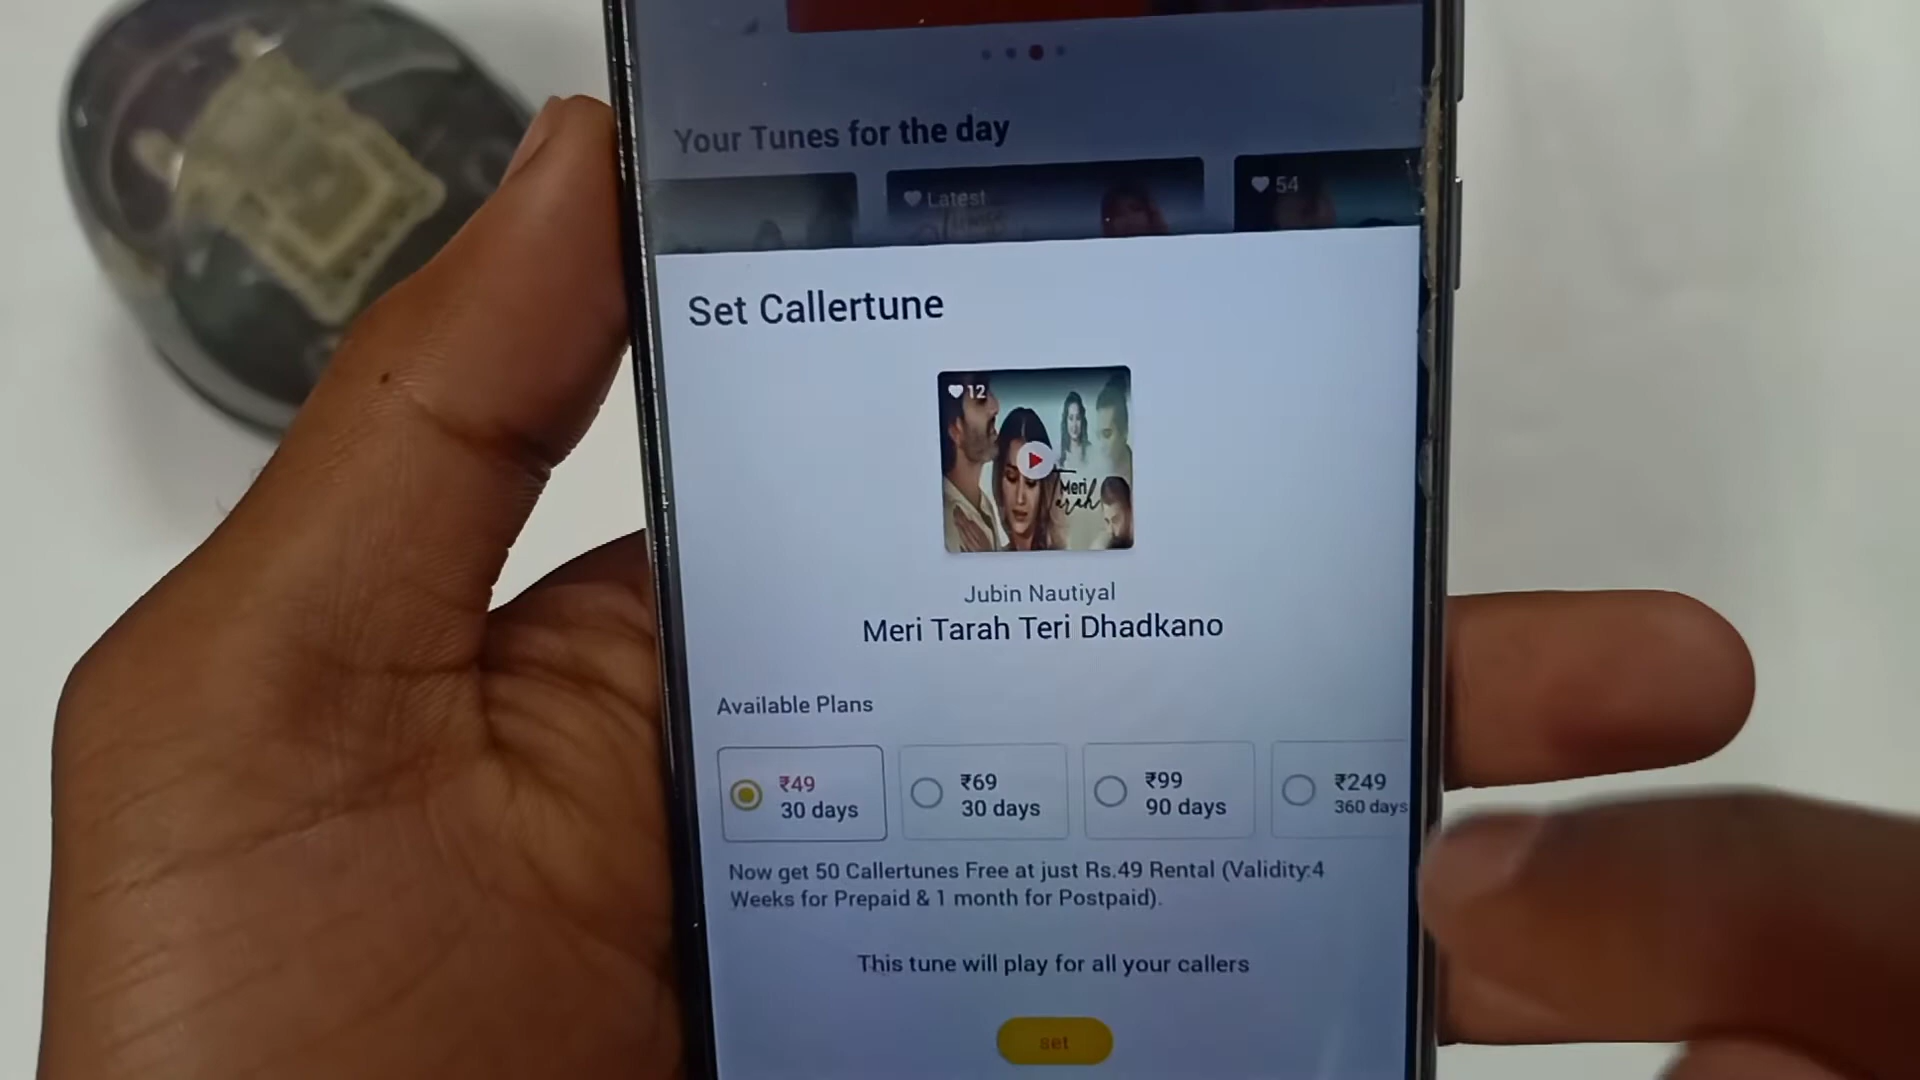 Your Tunes for the day
Latest
54
Set Callertune
12
Meri
Tarah
Jubin Nautiyal
Meri Tarah Teri Dhadkano
Available Plans
₹49
30 days
₹69
30 days
₹99
90 days
₹249
360 days
Now get 50 Callertunes Free at just Rs.49 Rental (Validity:4
Weeks for Prepaid & 1 month for Postpaid).
This tune will play for all your callers
set